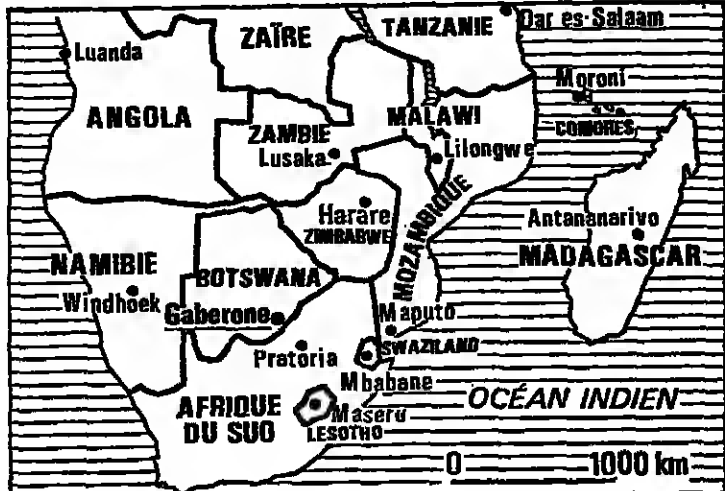 Dar es-Salaam
TANZANIE
ZAÏRE
Luanda
Moroni
COMORES
ANGOLA
MALAWI
ZAMBIE
Lusaka
Lilongwe
Harare
ZIMBABWE
MOZAMBIQUE
Antananarivo
MADAGASCAR
NAMIBIE
Windhoek
BOTSWANA
Gaberone
Maputo
Pratoria
SWAZILAND
Mbabane
AFRIQUE
DU SUD
Maseru
LESOTHO
OCÉAN INDIEN
0 1000 km